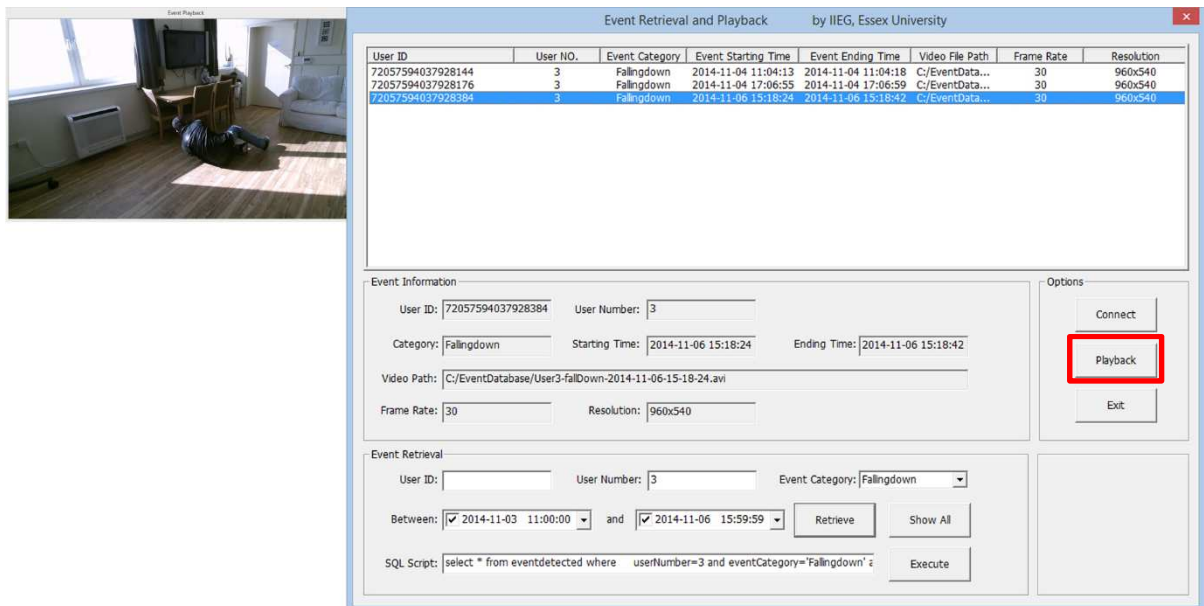 Event Playback
Event Retrieval and Playback by IIEG, Essex University
User ID User NO. Event Category Event Starting Time Event Ending Time Video File Path Frame Rate Resolution
72057594037928144 3 Fallingdown 2014-11-04 11:04:13 2014-11-04 11:04:18 C:/EventData... 30 960x540
72057594037928176 3 Fallingdown 2014-11-04 17:06:55 2014-11-04 17:06:59 C:/EventData... 30 960x540
72057594037928384 3 Fallingdown 2014-11-06 15:18:24 2014-11-06 15:18:42 C:/EventData... 30 960x540
Event Information
User ID: 72057594037928384 User Number: 3
Category: Fallingdown Starting Time: 2014-11-06 15:18:24 Ending Time: 2014-11-06 15:18:42
Video Path: C:/EventDatabase/User3-fallDown-2014-11-06-15-18-24.avi
Frame Rate: 30 Resolution: 960x540
Options
Connect
Playback
Exit
Event Retrieval
User ID: User Number: 3 Event Category: Fallingdown
Between: 2014-11-03 11:00:00 and 2014-11-06 15:59:59 Retrieve Show All
SQL Script: select * from eventdetected where userNumber=3 and eventCategory='Fallingdown' a Execute